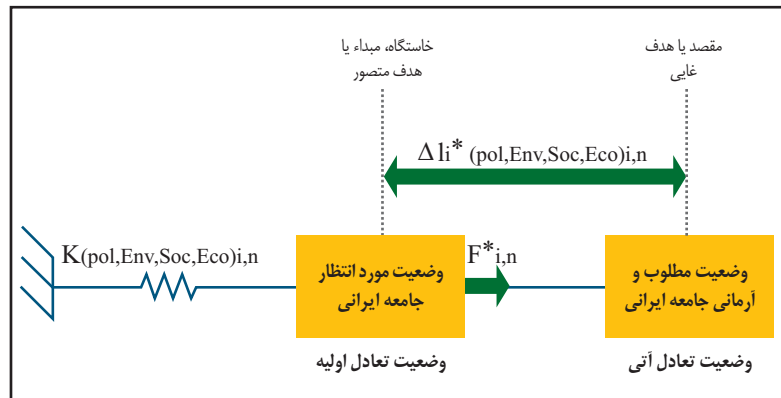 خاستگاه، مبداء یا
هدف متصور
مقصد یا هدف
غایی
Δli* (pol,Env,Soc,Eco)i,n
K(pol,Env,Soc,Eco)i,n
وضعیت مورد انتظار
جامعه ایرانی
F*i,n
وضعیت مطلوب و
آرمانی جامعه ایرانی
وضعیت تعادل اولیه
وضعیت تعادل آتی